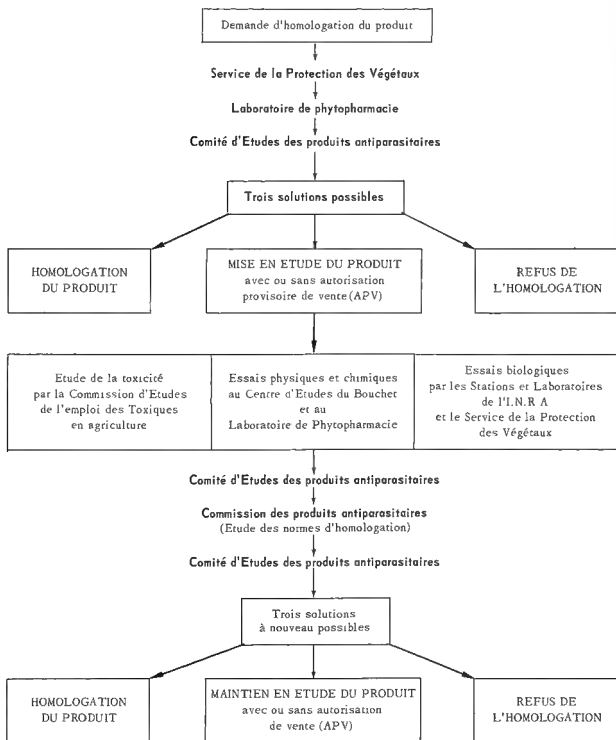 Demande d'homologation du produit
Service de la Protection des Végétaux
Laboratoire de phytopharmacie
Comité d'Etudes des produits antiparasitaires
Trois solutions possibles
HOMOLOGATION
DU PRODUIT
MISE EN ETUDE DU PRODUIT
avec ou sans autorisation
provisoire de vente (APV)
REFUS DE
L'HOMOLOGATION
Etude de la toxicité
par la Commission d'Etudes
de l'emploi des Toxiques
en agriculture
Essais physiques et chimiques
au Centre d'Etudes du Bouchet
et au
Laboratoire de Phytopharmacie
Essais biologiques
par les Stations et Laboratoires
de l'I.N.R A
et le Service de la Protection
des Végétaux
Comité d'Etudes des produits antiparasitaires
Commission des produits antiparasitaires
(Etude des normes d'homologation)
Comité d'Etudes des produits antiparasitaires
Trois solutions
à nouveau possibles
HOMOLOGATION
DU PRODUIT
MAINTIEN EN ETUDE DU PRODUIT
avec ou sans autorisation
de vente (APV)
REFUS DE
L'HOMOLOGATION